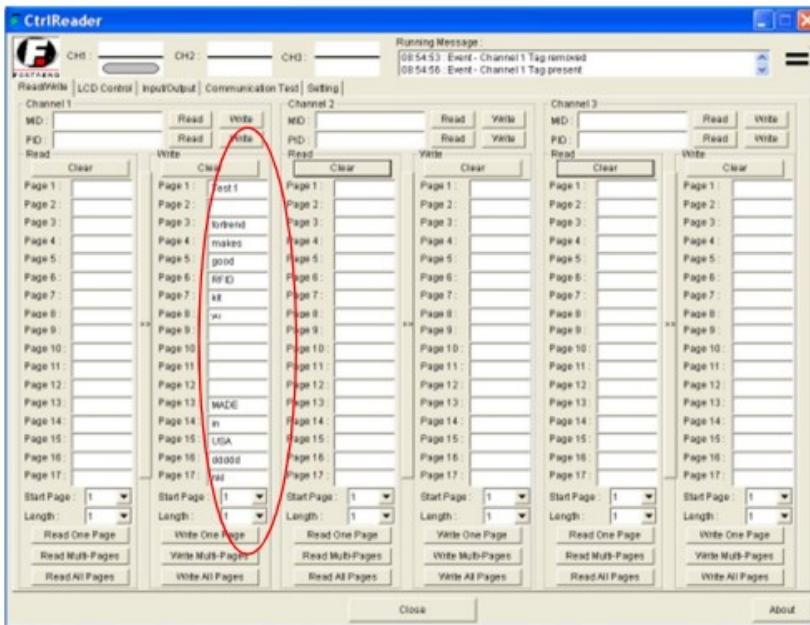 CtrlReader
FORTREND CH1 : CH2 : CH3 : Running Message :
08:54:53 : Event - Channel 1 Tag removed
08:54:56 : Event - Channel 1 Tag present
Read/Write LCD Control Input/Output Communication Test Setting
Channel 1 Channel 2 Channel 3
MID : Read Write MID : Read Write MID : Read Write
PID : Read Write PID : Read Write PID : Read Write
Read Write Read Write Read Write
Clear Clear Clear Clear Clear Clear
Page 1 : Page 1 : Test 1 Page 1 : Page 1 : Page 1 : Page 1 :
Page 2 : Page 2 : Page 2 : Page 2 : Page 2 : Page 2 :
Page 3 : Page 3 : fortrend Page 3 : Page 3 : Page 3 : Page 3 :
Page 4 : Page 4 : makes Page 4 : Page 4 : Page 4 : Page 4 :
Page 5 : Page 5 : good Page 5 : Page 5 : Page 5 : Page 5 :
Page 6 : Page 6 : RFID Page 6 : Page 6 : Page 6 : Page 6 :
Page 7 : Page 7 : kit Page 7 : Page 7 : Page 7 : Page 7 :
Page 8 : Page 8 : Page 8 : Page 8 : Page 8 : Page 8 :
Page 9 : >> Page 9 : Page 9 : >> Page 9 : Page 9 : >> Page 9 :
Page 10 : Page 10 : Page 10 : Page 10 : Page 10 : Page 10 :
Page 11 : Page 11 : Page 11 : Page 11 : Page 11 : Page 11 :
Page 12 : Page 12 : Page 12 : Page 12 : Page 12 : Page 12 :
Page 13 : Page 13 : MADE Page 13 : Page 13 : Page 13 : Page 13 :
Page 14 : Page 14 : in Page 14 : Page 14 : Page 14 : Page 14 :
Page 15 : Page 15 : USA Page 15 : Page 15 : Page 15 : Page 15 :
Page 16 : Page 16 : ddddd Page 16 : Page 16 : Page 16 : Page 16 :
Page 17 : Page 17 : Page 17 : Page 17 : Page 17 : Page 17 :
Start Page : 1 Start Page : 1 Start Page : 1 Start Page : 1 Start Page : 1 Start Page : 1
Length : 1 Length : 1 Length : 1 Length : 1 Length : 1 Length : 1
Read One Page Write One Page Read One Page Write One Page Read One Page Write One Page
Read Multi-Pages Write Multi-Pages Read Multi-Pages Write Multi-Pages Read Multi-Pages Write Multi-Pages
Read All Pages Write All Pages Read All Pages Write All Pages Read All Pages Write All Pages
Close About